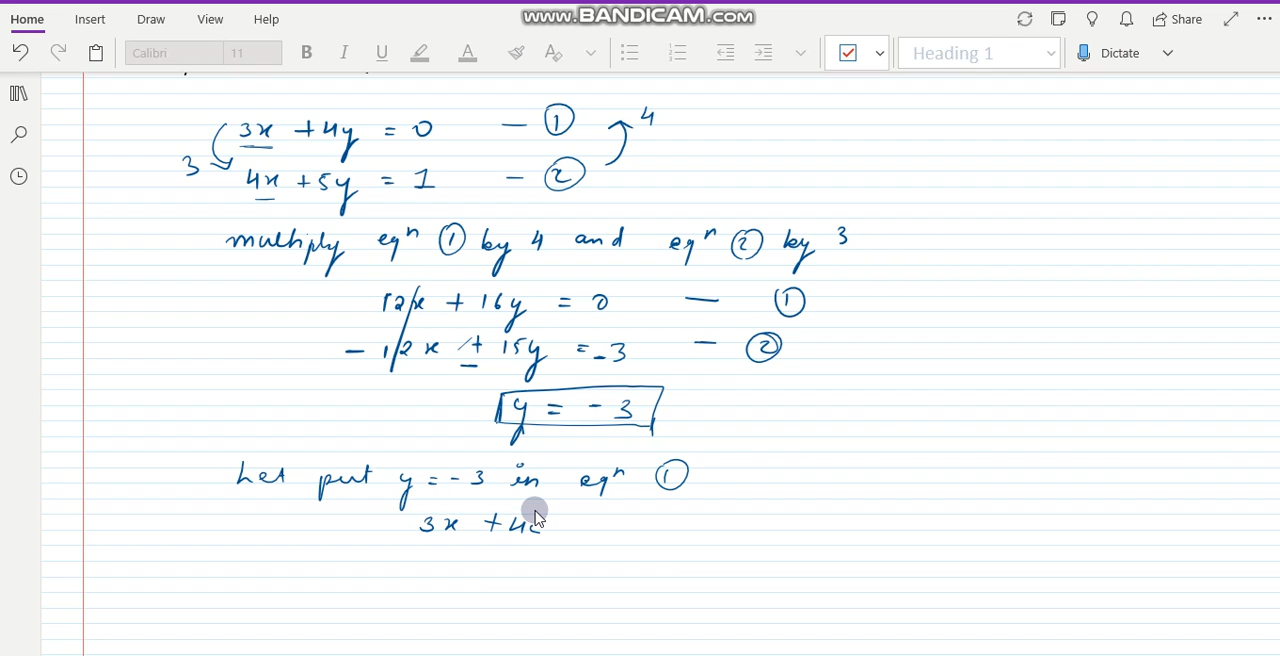 www.BANDICAM.com
Home Insert Draw View Help Share
Calibri 11 B I U A Heading 1 Dictate
3x + 4y = 0 — ① 4
3 4x + 5y = 1 — ②
multiply eqⁿ ① by 4 and eqⁿ ② by 3
12x + 16y = 0 — ①
- 12x + 15y = -3 — ②
y = - 3
Let put y = - 3 in eqⁿ ①
3x + 4